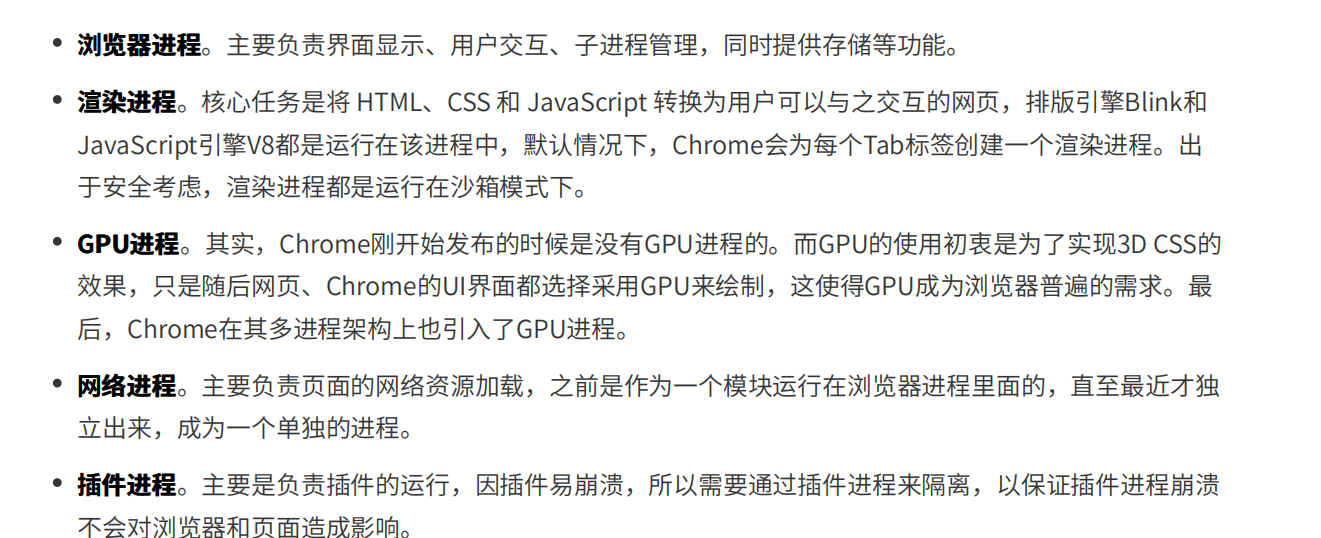 • 浏览器进程。主要负责界面显示、用户交互、子进程管理，同时提供存储等功能。
• 渲染进程。核心任务是将 HTML、CSS 和 JavaScript 转换为用户可以与之交互的网页，排版引擎Blink和
JavaScript引擎V8都是运行在该进程中，默认情况下，Chrome会为每个Tab标签创建一个渲染进程。出
于安全考虑，渲染进程都是运行在沙箱模式下。
• GPU进程。其实，Chrome刚开始发布的时候是没有GPU进程的。而GPU的使用初衷是为了实现3D CSS的
效果，只是随后网页、Chrome的UI界面都选择采用GPU来绘制，这使得GPU成为浏览器普遍的需求。最
后，Chrome在其多进程架构上也引入了GPU进程。
• 网络进程。主要负责页面的网络资源加载，之前是作为一个模块运行在浏览器进程里面的，直至最近才独
立出来，成为一个单独的进程。
• 插件进程。主要是负责插件的运行，因插件易崩溃，所以需要通过插件进程来隔离，以保证插件进程崩溃
不会对浏览器和页面造成影响。